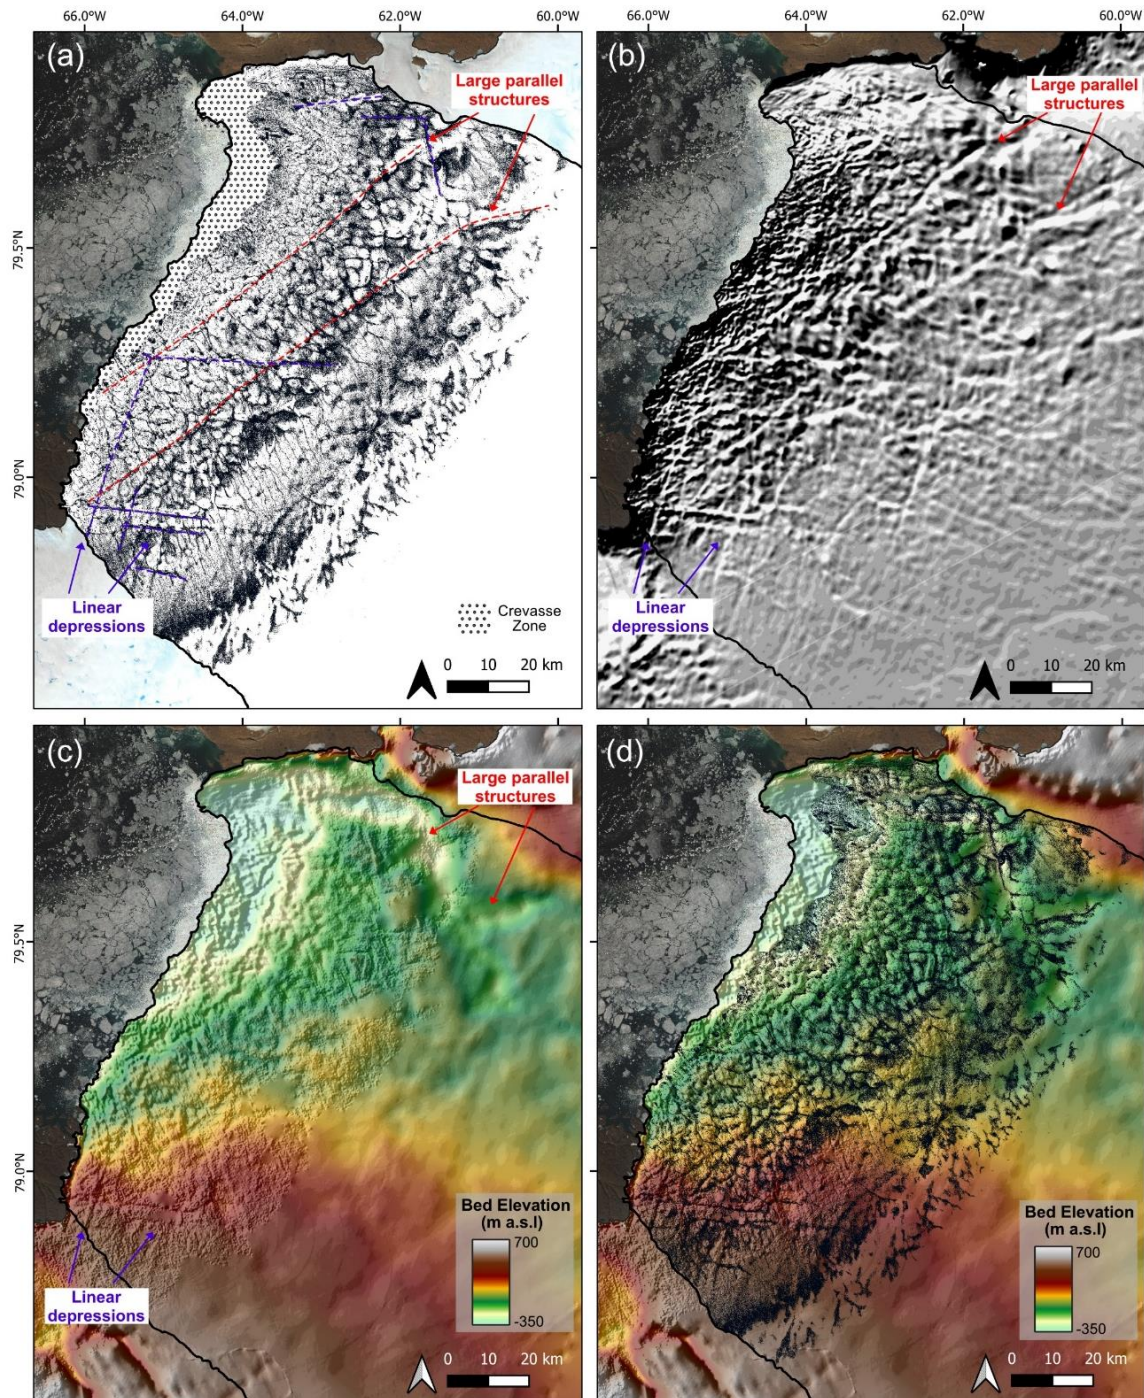 66.0°W 64.0°W 62.0°W 60.0°W
66.0°W 64.0°W 62.0°W 60.0°W
(a)
Large parallel
structures
79.5°N
79.0°N
Linear
depressions
Crevasse
Zone
0 10 20 km
(b)
Large parallel
structures
Linear
depressions
0 10 20 km
(c)
Large parallel
structures
79.5°N
79.0°N
Linear
depressions
Bed Elevation
(m a.s.l)
700
-350
0 10 20 km
(d)
Bed Elevation
(m a.s.l)
700
-350
0 10 20 km